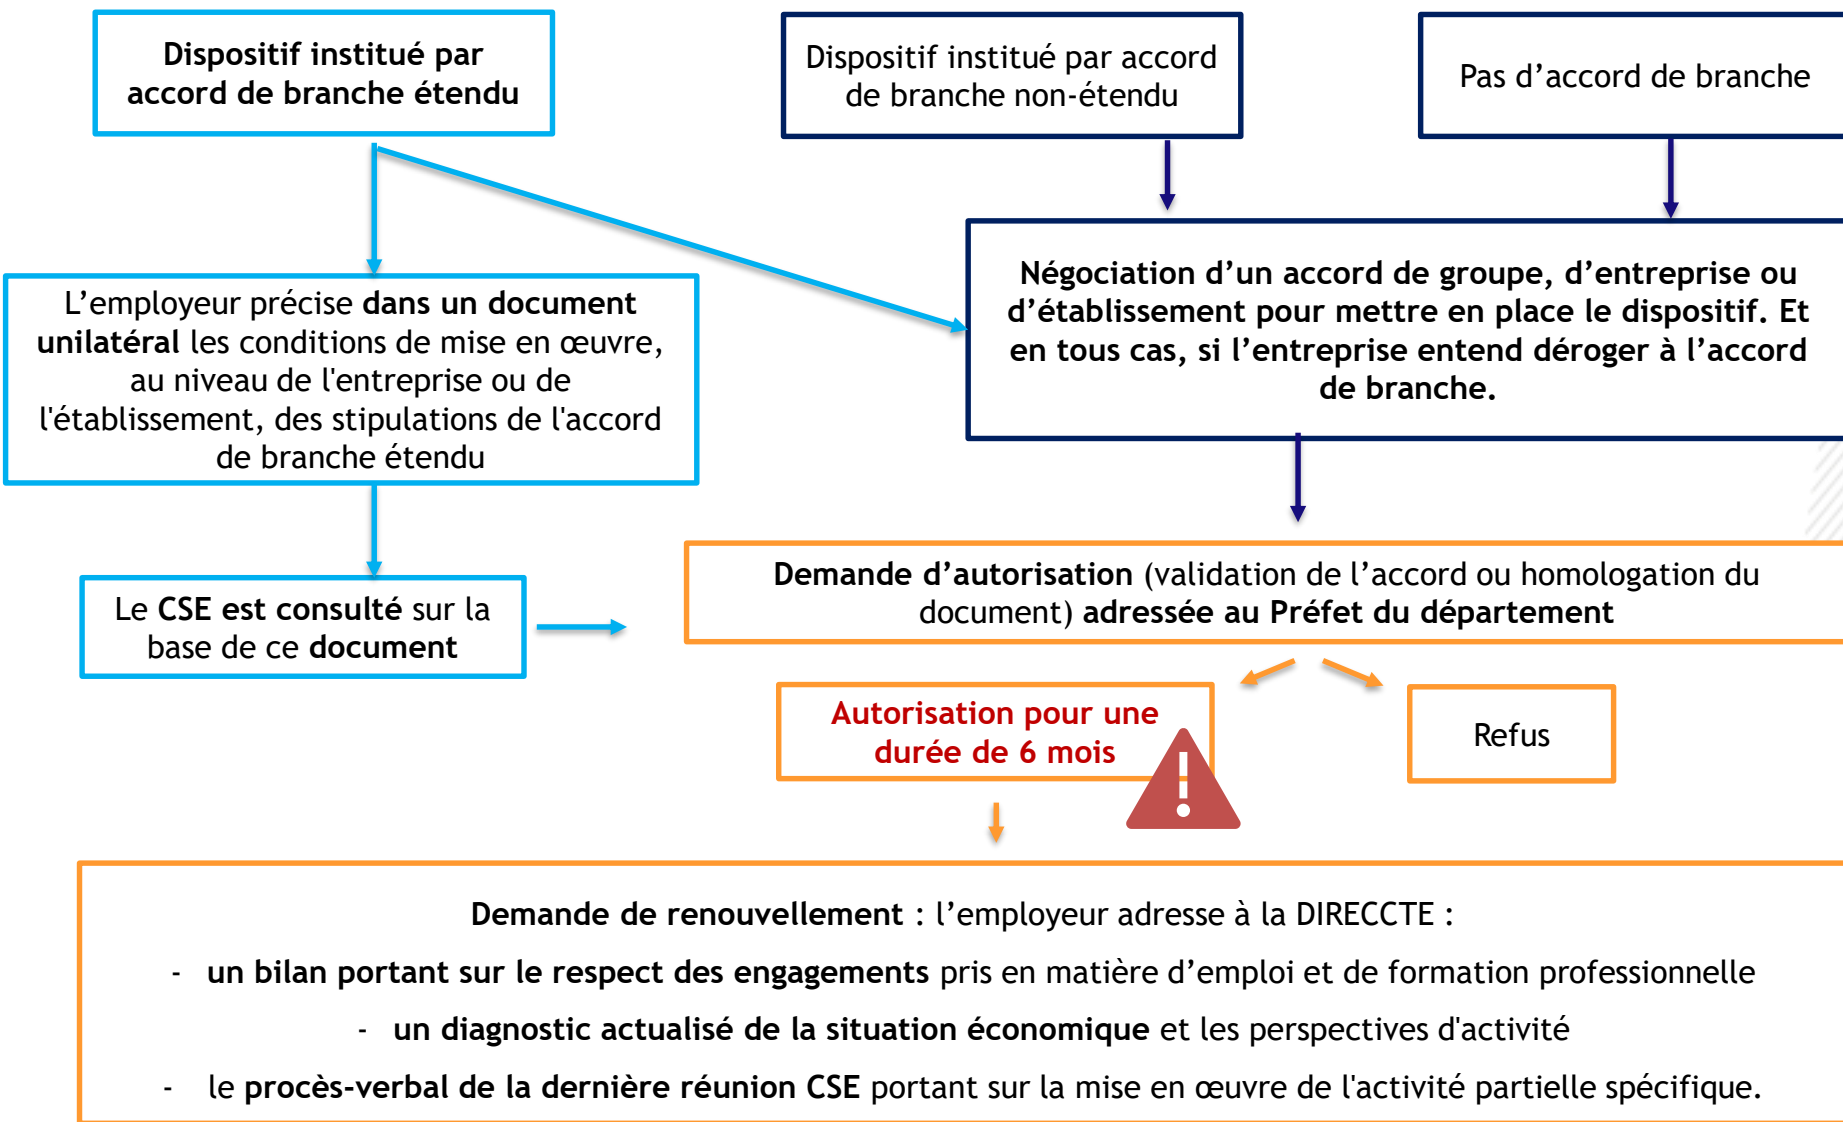 Dispositif institué par
accord de branche étendu
Dispositif institué par accord
de branche non-étendu
Pas d’accord de branche
L’employeur précise dans un document
unilatéral les conditions de mise en œuvre,
au niveau de l'entreprise ou de
l'établissement, des stipulations de l'accord
de branche étendu
Négociation d’un accord de groupe, d’entreprise ou
d’établissement pour mettre en place le dispositif. Et
en tous cas, si l’entreprise entend déroger à l’accord
de branche.
Le CSE est consulté sur la
base de ce document
Demande d’autorisation (validation de l’accord ou homologation du
document) adressée au Préfet du département
Autorisation pour une
durée de 6 mois
Refus
Demande de renouvellement : l’employeur adresse à la DIRECCTE :
- un bilan portant sur le respect des engagements pris en matière d’emploi et de formation professionnelle
- un diagnostic actualisé de la situation économique et les perspectives d'activité
- le procès-verbal de la dernière réunion CSE portant sur la mise en œuvre de l'activité partielle spécifique.